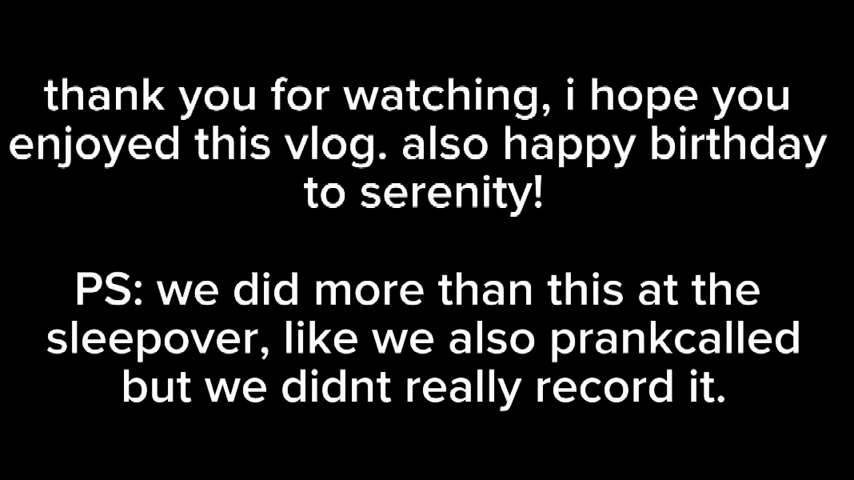 thank you for watching, i hope you
enjoyed this vlog. also happy birthday
to serenity!
PS: we did more than this at the
sleepover, like we also prankcalled
but we didnt really record it.